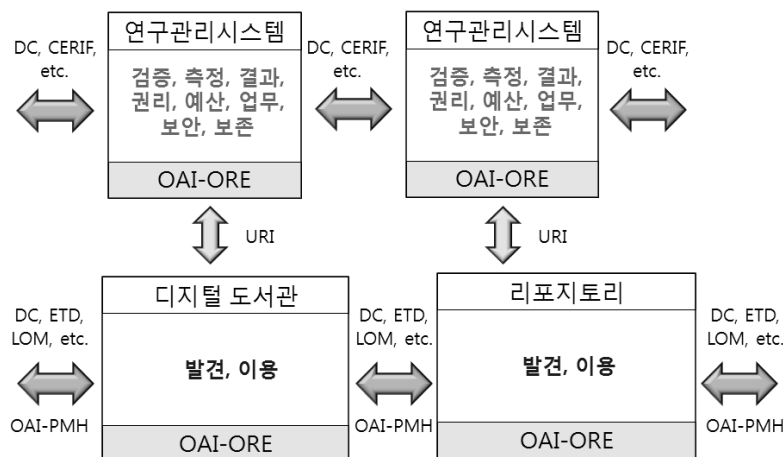 연구관리시스템
연구관리시스템
DC, CERIF,
etc.
DC, CERIF,
etc.
DC, CERIF,
etc.
검증, 측정, 결과,
권리, 예산, 업무,
보안, 보존
검증, 측정, 결과,
권리, 예산, 업무,
보안, 보존
OAI-ORE
OAI-ORE
URI
URI
디지털 도서관
리포지토리
DC, ETD,
LOM, etc.
DC, ETD,
LOM, etc.
DC, ETD,
LOM, etc.
발견, 이용
발견, 이용
OAI-PMH
OAI-PMH
OAI-PMH
OAI-ORE
OAI-ORE